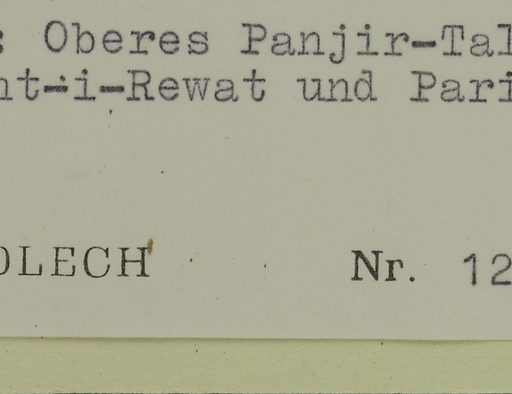 : Oberes Panjir-Tal
nt-i-Rewat und Pari
OLECH Nr. 12